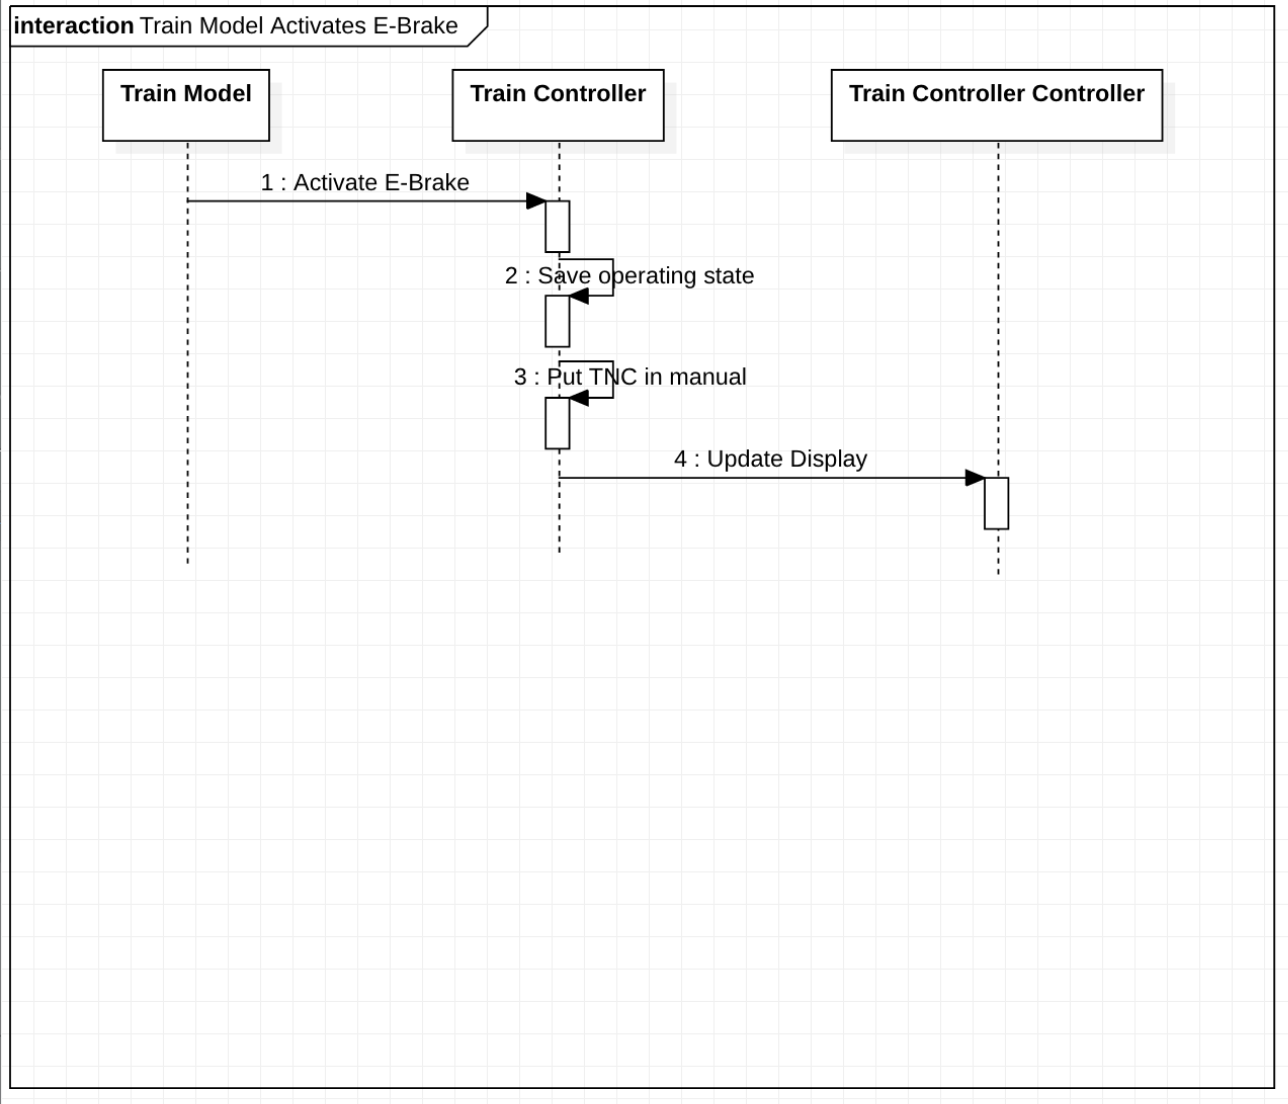 interaction Train Model Activates E-Brake
Train Model
Train Controller
Train Controller Controller
1 : Activate E-Brake
2 : Save operating state
3 : Put TNC in manual
4 : Update Display